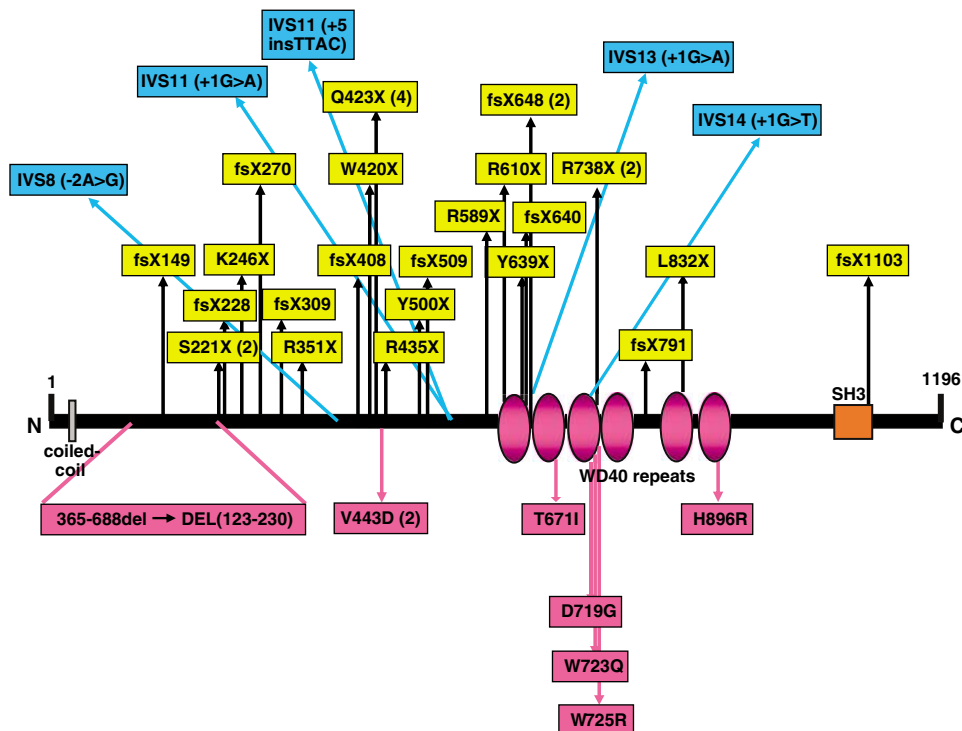 IVS11 (+5
insTTAC)
IVS13 (+1G>A)
IVS11 (+1G>A)
Q423X (4)
fsX648 (2)
IVS14 (+1G>T)
IVS8 (-2A>G)
fsX270
W420X
R610X
R738X (2)
R589X
fsX640
fsX149
K246X
fsX408
fsX509
Y639X
L832X
fsX1103
fsX228
fsX309
Y500X
S221X (2)
R351X
R435X
fsX791
1
SH3
1196
N
C
coiled-
coil
WD40 repeats
365-688del → DEL(123-230)
V443D (2)
T671I
H896R
D719G
W723Q
W725R